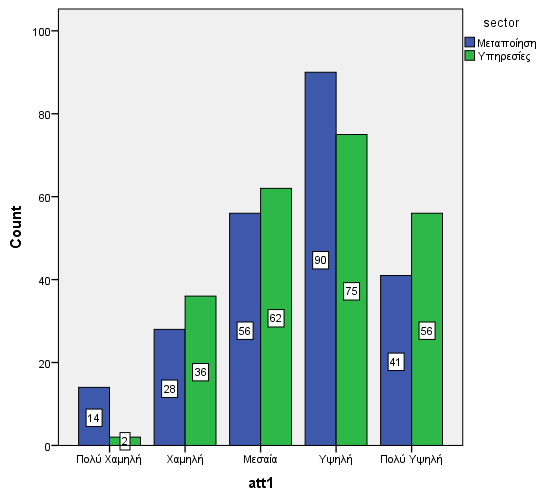 sector
Μεταποίηση
Υπηρεσίες
Count
100
80
60
40
20
0
14
2
28
36
56
62
90
75
41
56
Πολύ Χαμηλή
Χαμηλή
Μεσαία
Υψηλή
Πολύ Υψηλή
att1